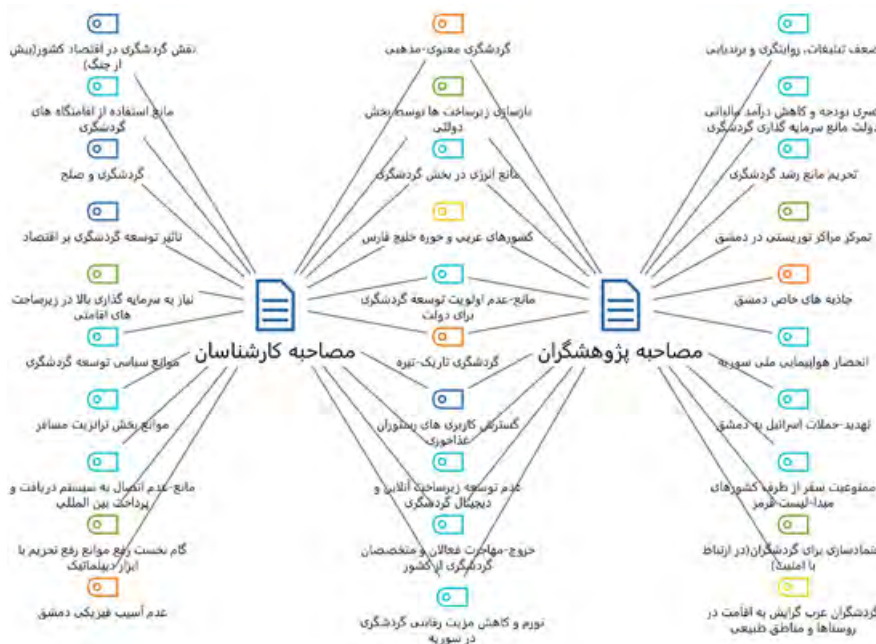 نقش گردشگری در اقتصاد کشور(پیش
از جنگ)
مانع استفاده از اقامتگاه های
گردشگری
گردشگری و صلح
تاثیر توسعه گردشگری بر اقتصاد
نیاز به سرمایه گذاری بالا در زیرساخت
های اقامتی
موانع سیاسی توسعه گردشگری
موانع بخش ترانزیت مسافر
مانع-عدم اتصال به سیستم دریافت و
پرداخت بین المللی
گام نخست رفع موانع رفع تحریم با
ابزار دیپلماتیک
عدم آسیب فیزیکی دمشق
مصاحبه کارشناسان
گردشگری معنوی-مذهبی
بازسازی زیرساخت ها توسط بخش
دولتی
مانع انرژی در بخش گردشگری
کشورهای عربی و حوزه خلیج فارس
مانع-عدم اولویت توسعه گردشگری
برای دولت
گردشگری تاریک-تیره
گسترش کاربری های رستوران
غذاخوری
عدم توسعه زیرساخت آنلاین و
دیجیتال گردشگری
خروج-مهاجرت فعالان و متخصصان
گردشگری از کشور
تورم و کاهش مزیت رقابتی گردشگری
در سوریه
مصاحبه پژوهشگران
ضعف تبلیغات، روایتگری و برندیابی
کسری بودجه و کاهش درآمد مالیاتی
دولت مانع سرمایه گذاری گردشگری
تحریم مانع رشد گردشگری
تمرکز مراکز توریستی در دمشق
جاذبه های خاص دمشق
انحصار هواپیمایی ملی سوریه
تهدید-حملات اسرائیل به دمشق
ممنوعیت سفر از طرف کشورهای
مبدا-لیست قرمز
اعتمادسازی برای گردشگران(در ارتباط
با امنیت)
گردشگران عرب گرایش به اقامت در
روستاها و مناطق طبیعی